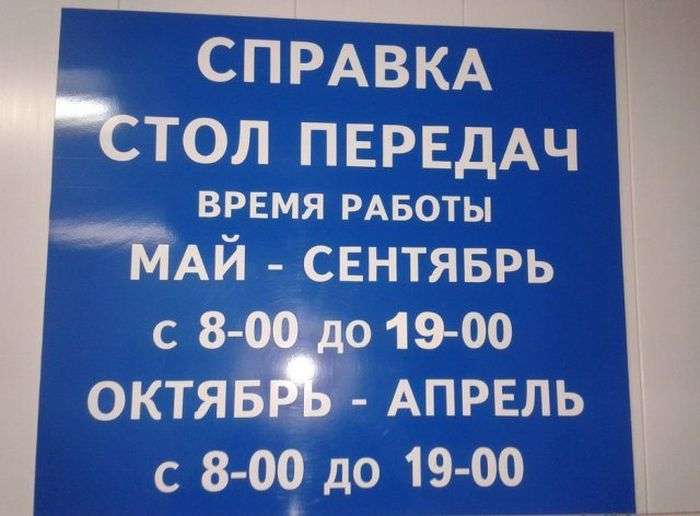 СПРАВКА
СТОЛ ПЕРЕДАЧ
ВРЕМЯ РАБОТЫ
МАЙ - СЕНТЯБРЬ
с 8-00 до 19-00
ОКТЯБРЬ - АПРЕЛЬ
с 8-00 до 19-00